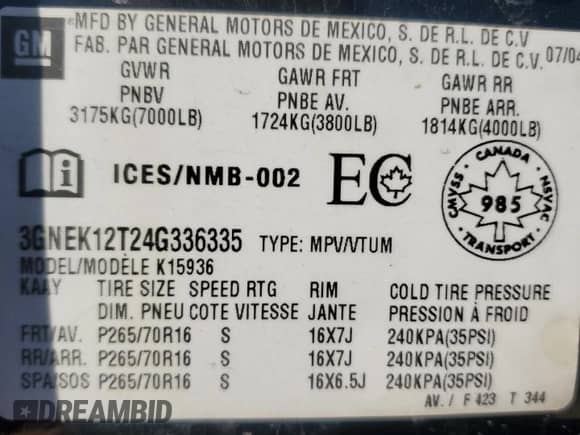 GM
MFD BY GENERAL MOTORS DE MEXICO, S. DE R.L. DE C.V
FAB. PAR GENERAL MOTORS DE MEXICO, S. DE R.L. DE C.V. 07/04
GVWR GAWR FRT GAWR RR
PNBV PNBE AV. PNBE ARR.
3175KG(7000LB) 1724KG(3800LB) 1814KG(4000LB)
ICES/NMB-002 EC
CANADA
CMVSS 985 NSVAC
TRANSPORT
3GNEK12T24G336335 TYPE: MPV/VTUM
MODEL/MODÈLE K15936
KAAY TIRE SIZE SPEED RTG RIM COLD TIRE PRESSURE
DIM. PNEU COTE VITESSE JANTE PRESSION À FROID
FRT/AV. P265/70R16 S 16X7J 240KPA(35PSI)
RR/ARR. P265/70R16 S 16X7J 240KPA(35PSI)
SPA/SOS P265/70R16 S 16X6.5J 240KPA(35PSI)
AV. / F 423 T 344
DREAMBID